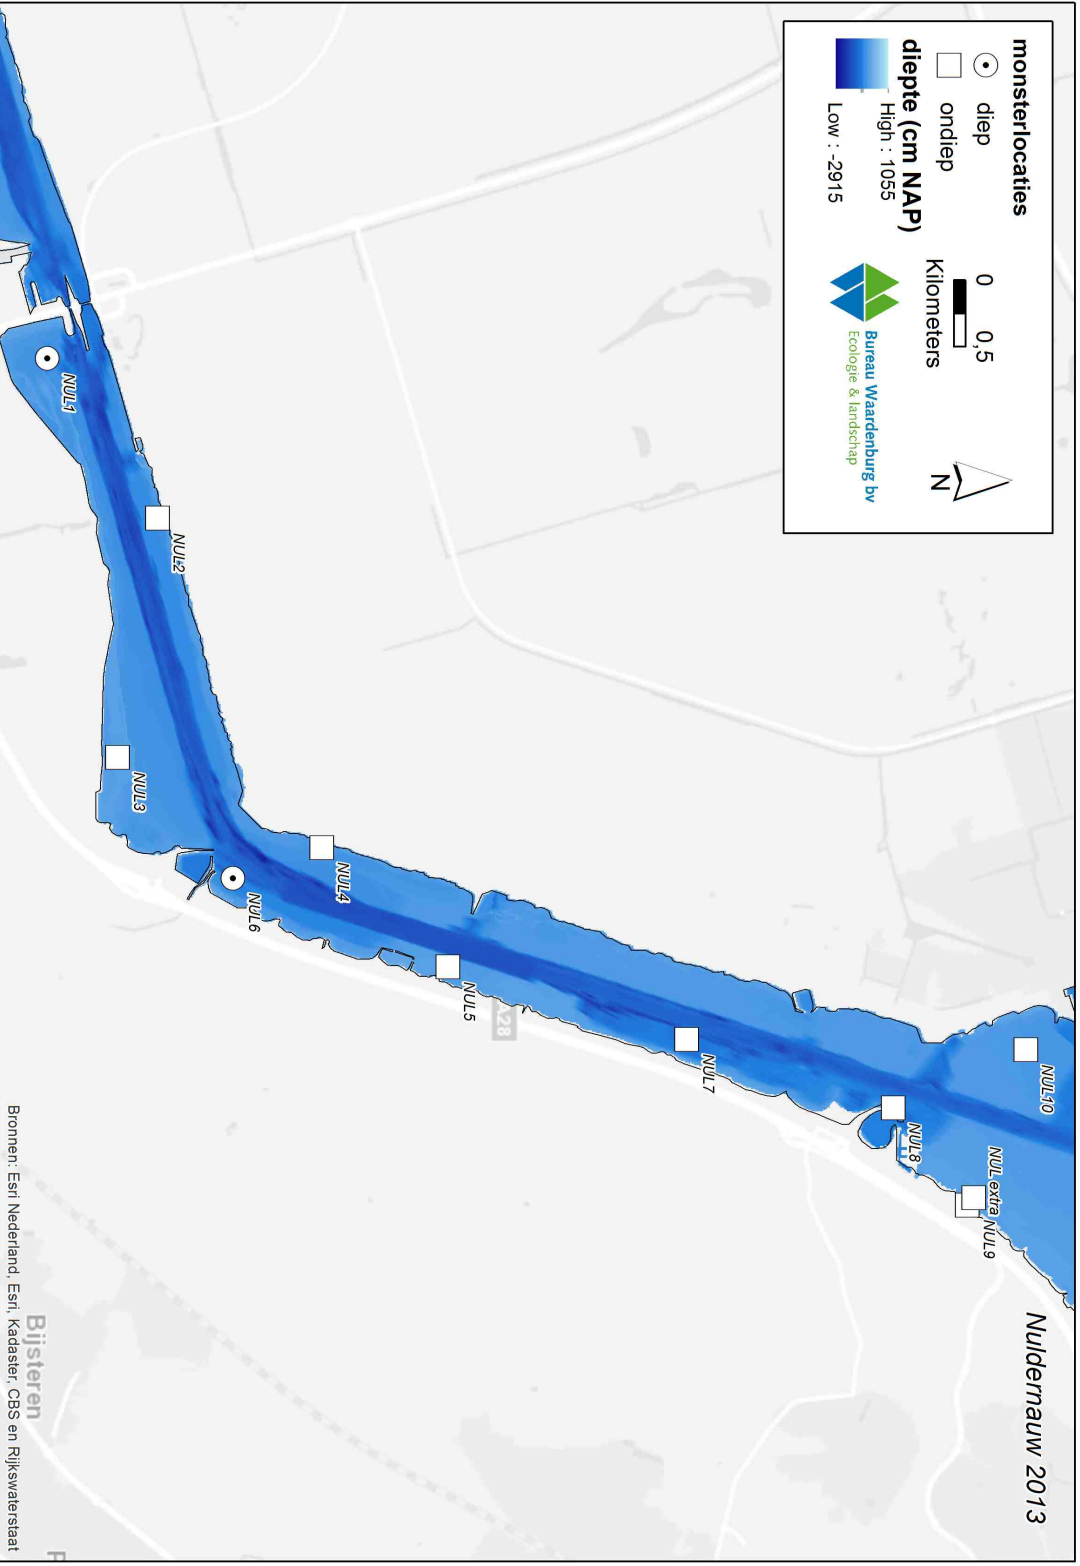 monsterlocaties
diep
ondiep
diepte (cm NAP)
High : 1055
Low : -2915
0 0,5
Kilometers
N
Bureau Waardenburg bv
Ecologie & landschap
Nuldernauw 2013
NUL1
NUL2
NUL3
NUL4
NUL6
NUL5
A28
NUL7
NUL10
NUL8
NUL extra
NUL9
Bijsteren
Bronnen: Esri Nederland, Esri, Kadaster, CBS en Rijkswaterstaat